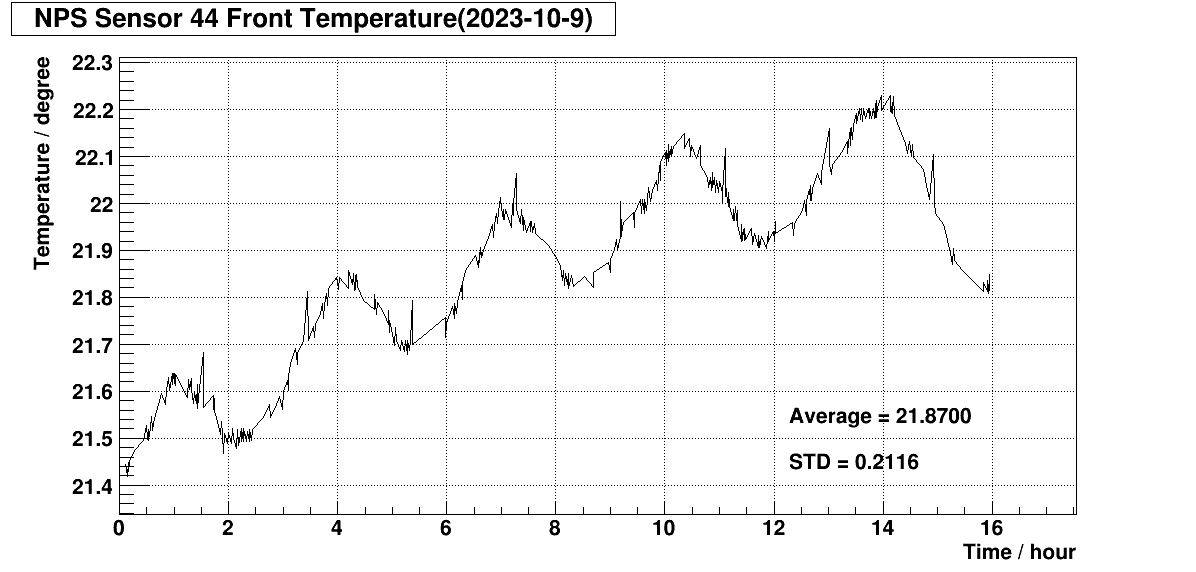 NPS Sensor 44 Front Temperature(2023-10-9)
Temperature / degree
22.3
22.2
22.1
22
21.9
21.8
21.7
21.6
21.5
21.4
Average = 21.8700
STD = 0.2116
0 2 4 6 8 10 12 14 16
Time / hour